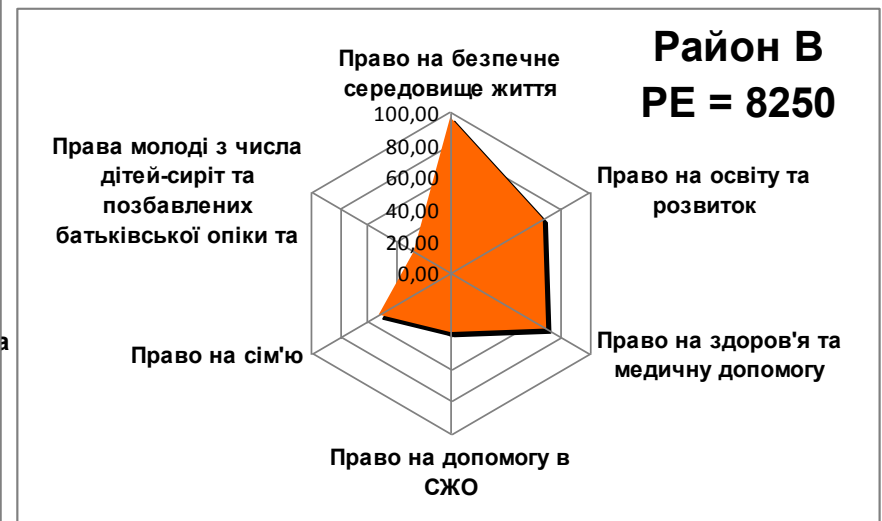 Район В
РЕ = 8250
Право на безпечне
середовище життя
100,00
80,00
60,00
40,00
20,00
0,00
Права молоді з числа
дітей-сиріт та
позбавлених
батьківської опіки та
Право на освіту та
розвиток
Право на здоров'я та
медичну допомогу
Право на сім'ю
Право на допомогу в
СЖО
а